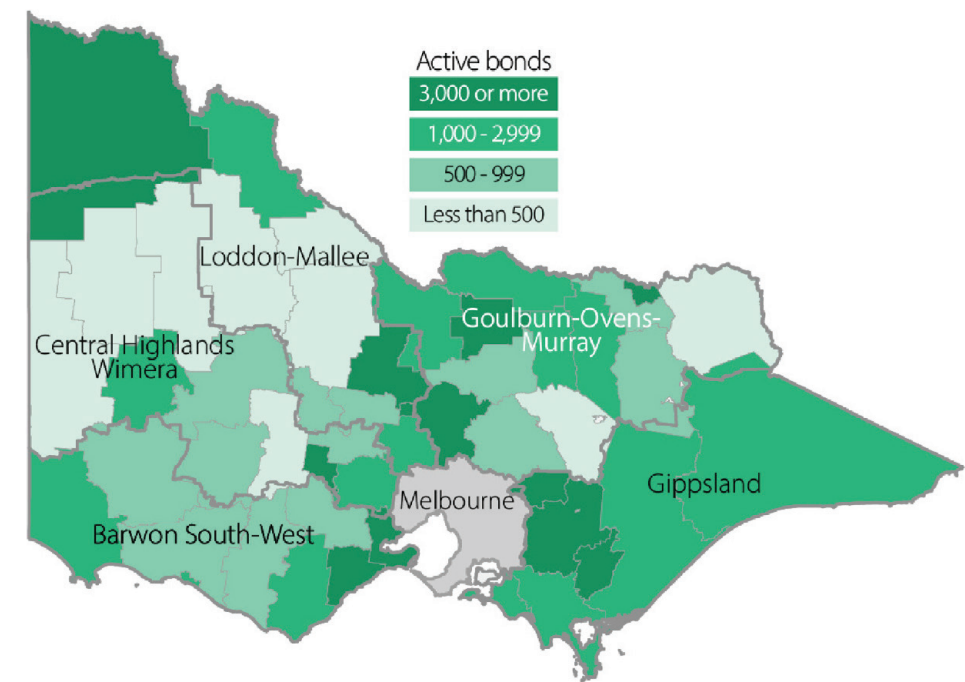 Active bonds
3,000 or more
1,000 - 2,999
500 - 999
Less than 500
Loddon-Mallee
Goulburn-Ovens-
Murray
Central Highlands
Wimera
Gippsland
Melbourne
Barwon South-West